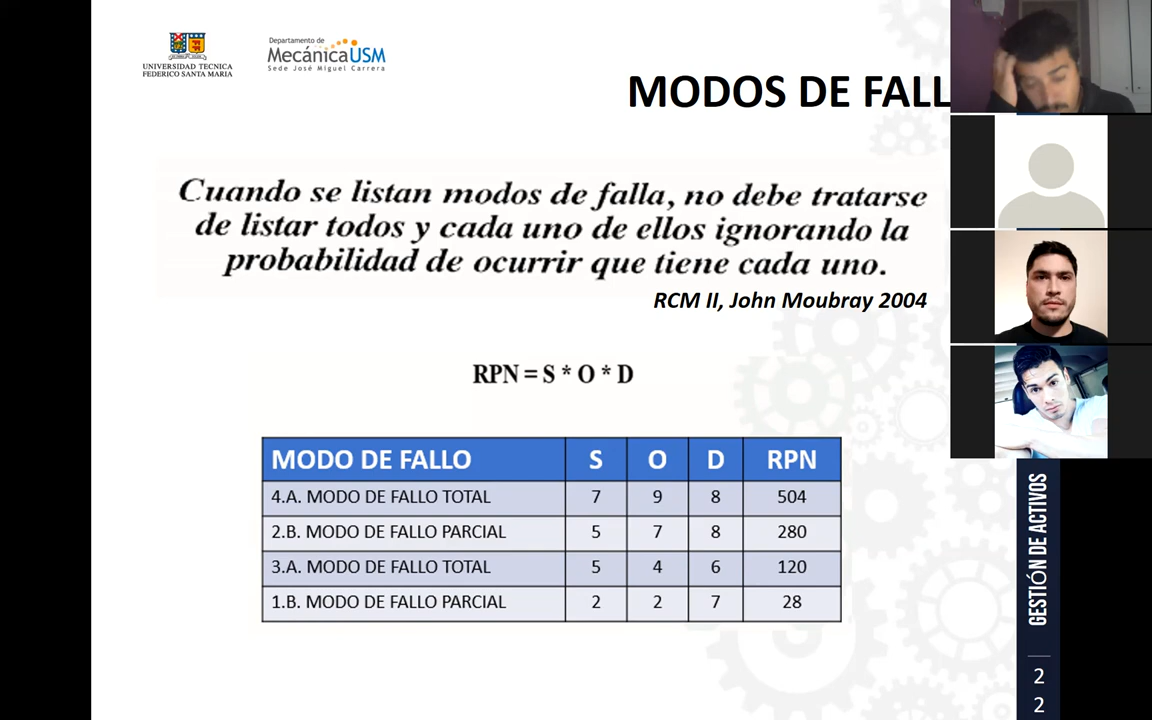 UNIVERSIDAD TECNICA
FEDERICO SANTA MARIA
Departamento de
MecánicaUSM
Sede José Miguel Carrera
MODOS DE FALL
Cuando se listan modos de falla, no debe tratarse
de listar todos y cada uno de ellos ignorando la
probabilidad de ocurrir que tiene cada uno.
RCM II, John Moubray 2004
RPN = S * O * D
MODO DE FALLO S O D RPN
4.A. MODO DE FALLO TOTAL 7 9 8 504
2.B. MODO DE FALLO PARCIAL 5 7 8 280
3.A. MODO DE FALLO TOTAL 5 4 6 120
1.B. MODO DE FALLO PARCIAL 2 2 7 28
GESTIÓN DE ACTIVOS
2
2